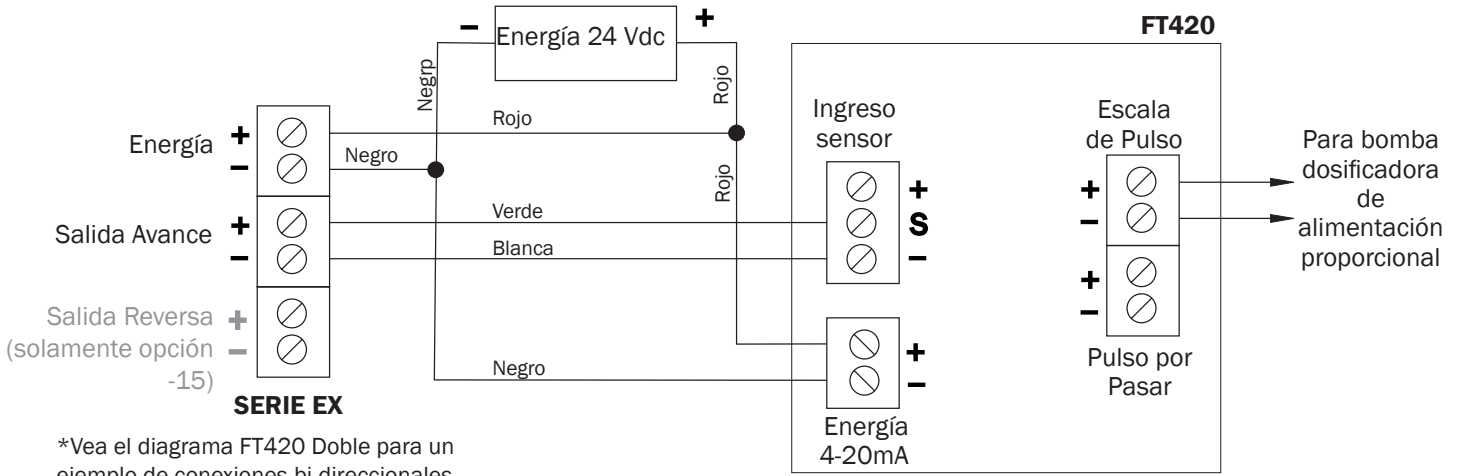 FT420
− Energía 24 Vdc +
Negrp
Rojo
Energía + −
Rojo
Negro
Salida Avance + −
Verde
Blanca
Salida Reversa +
(solamente opción −
-15)
SERIE EX
Negro
Rojo
Ingreso
sensor
+
S
−
+
−
Energía
4-20mA
Escala
de Pulso
+
−
+
−
Pulso por
Pasar
Para bomba
dosificadora
de
alimentación
proporcional
*Vea el diagrama FT420 Doble para un
ejemplo de conexiones bi direccionales